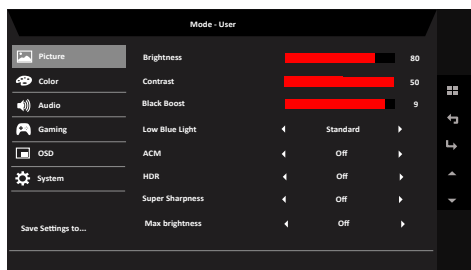 Mode - User
Picture
Brightness 80
Color
Contrast 50
Audio
Black Boost 9
Gaming
Low Blue Light Standard
OSD
ACM Off
System
HDR Off
Super Sharpness Off
Save Settings to...
Max brightness Off